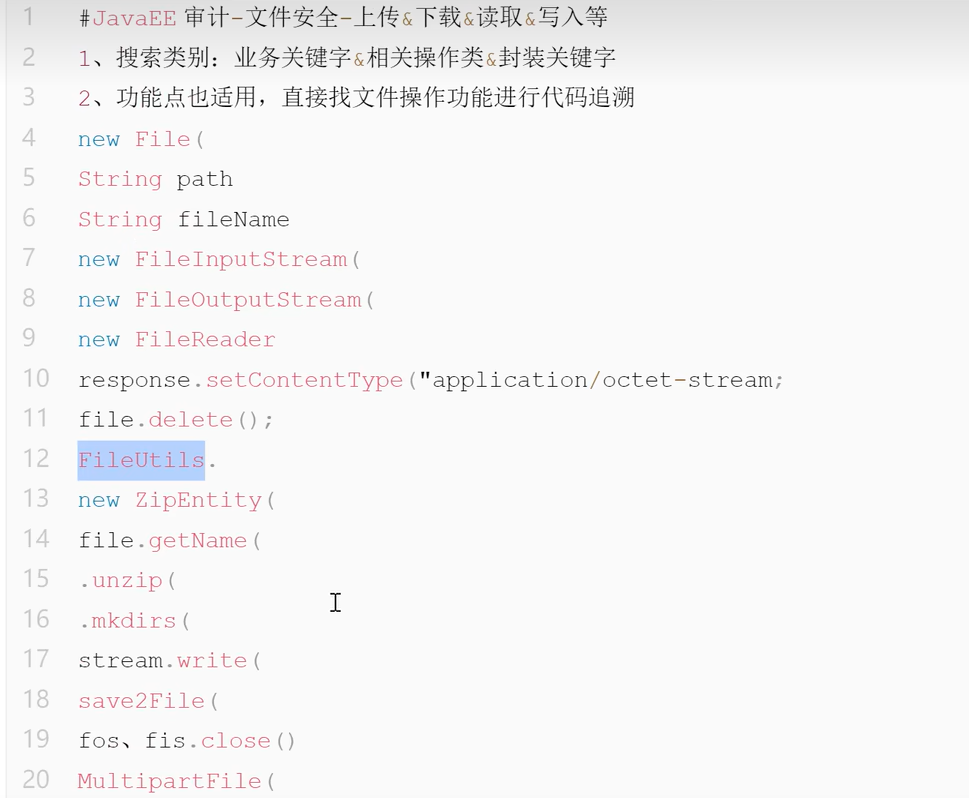 1 #JavaEE 审计-文件安全-上传&下载&读取&写入等
2 1、搜索类别：业务关键字&相关操作类&封装关键字
3 2、功能点也适用，直接找文件操作功能进行代码追溯
4 new File(
5 String path
6 String fileName
7 new FileInputStream(
8 new FileOutputStream(
9 new FileReader
10 response.setContentType("application/octet-stream;
11 file.delete();
12 FileUtils.
13 new ZipEntity(
14 file.getName(
15 .unzip(
16 .mkdirs(
17 stream.write(
18 save2File(
19 fos、fis.close()
20 MultipartFile(